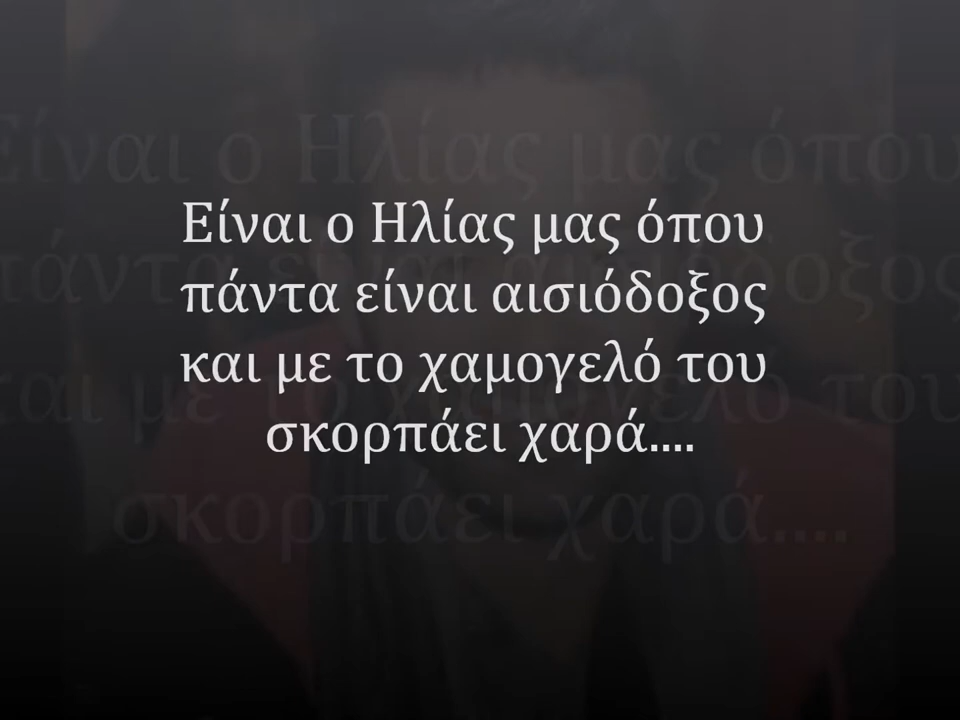 Είναι ο Ηλίας μας όπου
πάντα είναι αισιόδοξος
και με το χαμογελό του
σκορπάει χαρά....